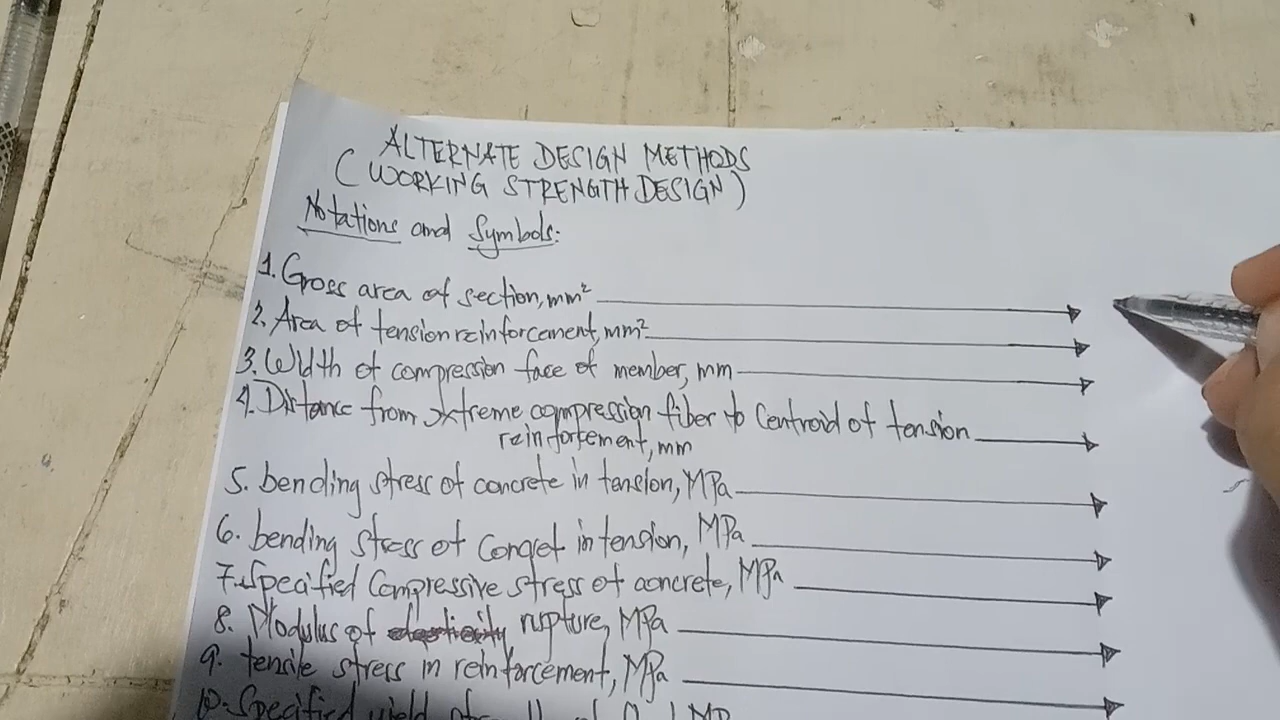 ALTERNATE DESIGN METHODS
(WORKING STRENGTH DESIGN)
Notations and Symbols:
1. Gross area of section, mm²
2. Area of tension reinforcement, mm²
3. Width of compression face of member, mm
4. Distance from extreme compression fiber to Centroid of tension
reinforcement, mm
5. bending stress of concrete in tension, MPa
6. bending stress of Concret in tension, MPa
7. Specified Compressive stress of concrete, MPa
8. Modulus of rupture, MPa
9. tensile stress in reinforcement, MPa
10. Specified yield